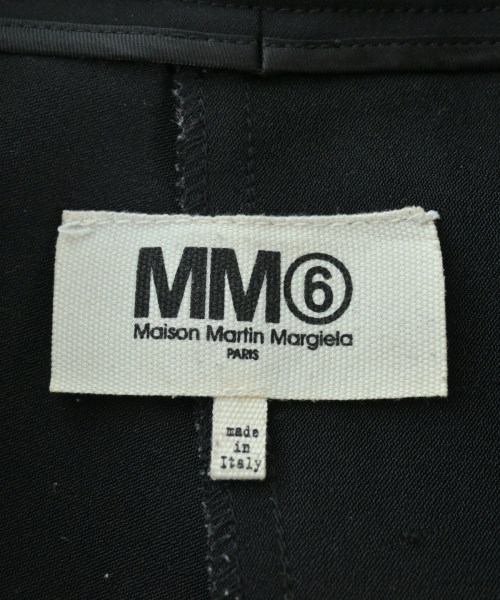 MM⑥
Maison Martin Margiela
PARIS
made
in
Italy